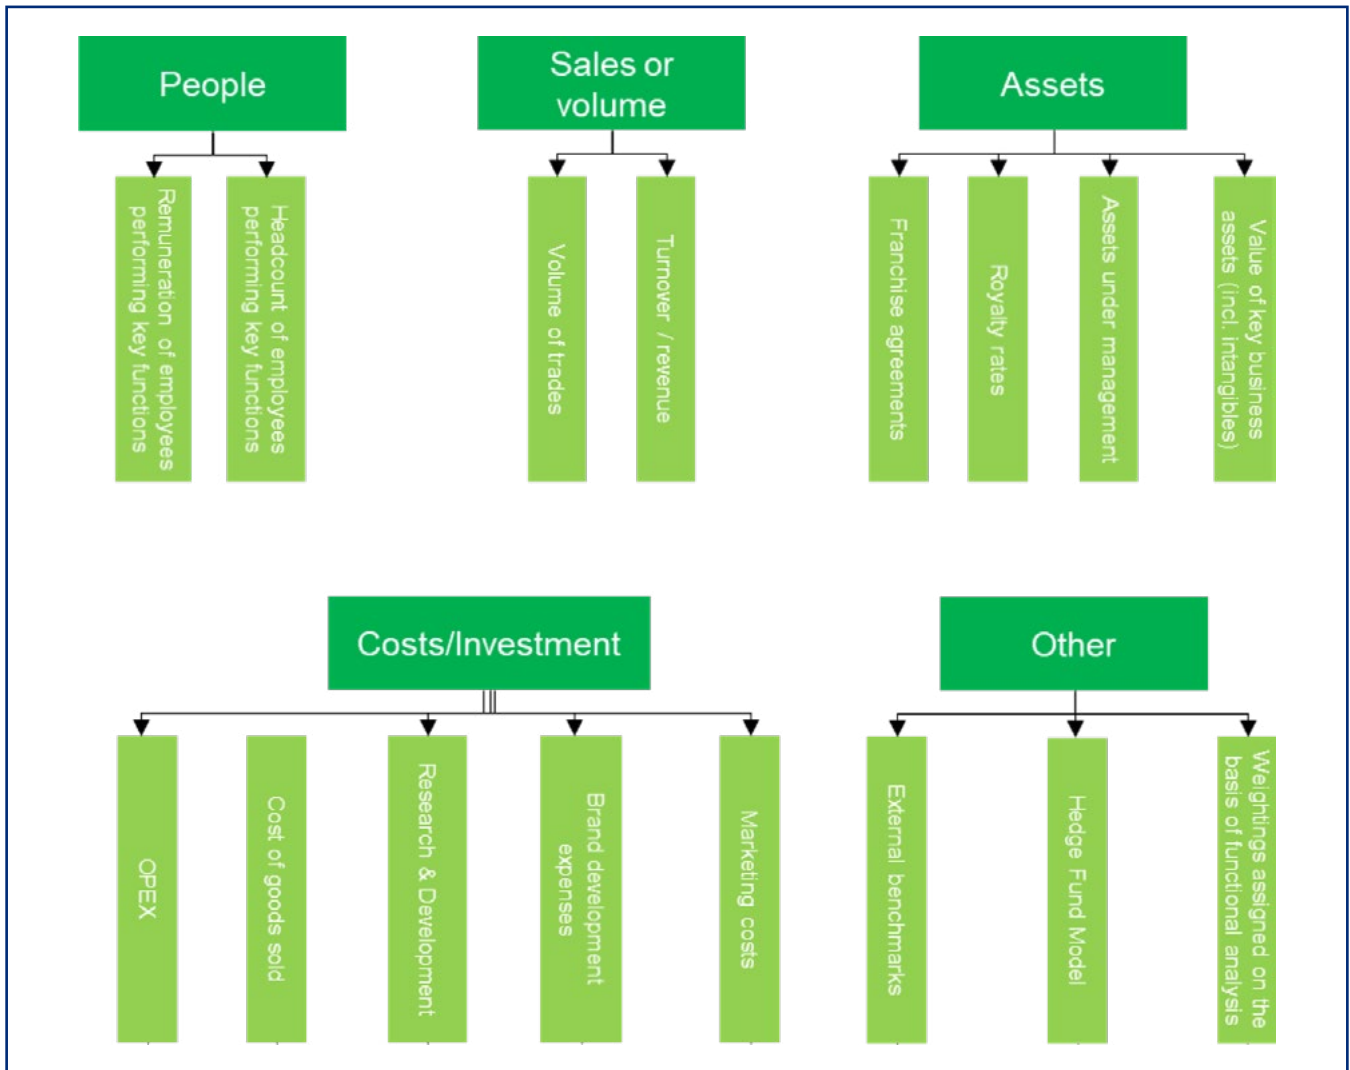 People
Sales or
volume
Assets
Remuneration of employees
performing key functions
Headcount of employees
performing key functions
Volume of trades
Turnover / revenue
Franchise agreements
Royalty rates
Assets under management
Value of key business
assets (incl. intangibles)
Costs/Investment
Other
OPEX
Cost of goods sold
Research & Development
Brand development
expenses
Marketing costs
External benchmarks
Hedge Fund Model
Weightings assigned on the
basis of functional analysis